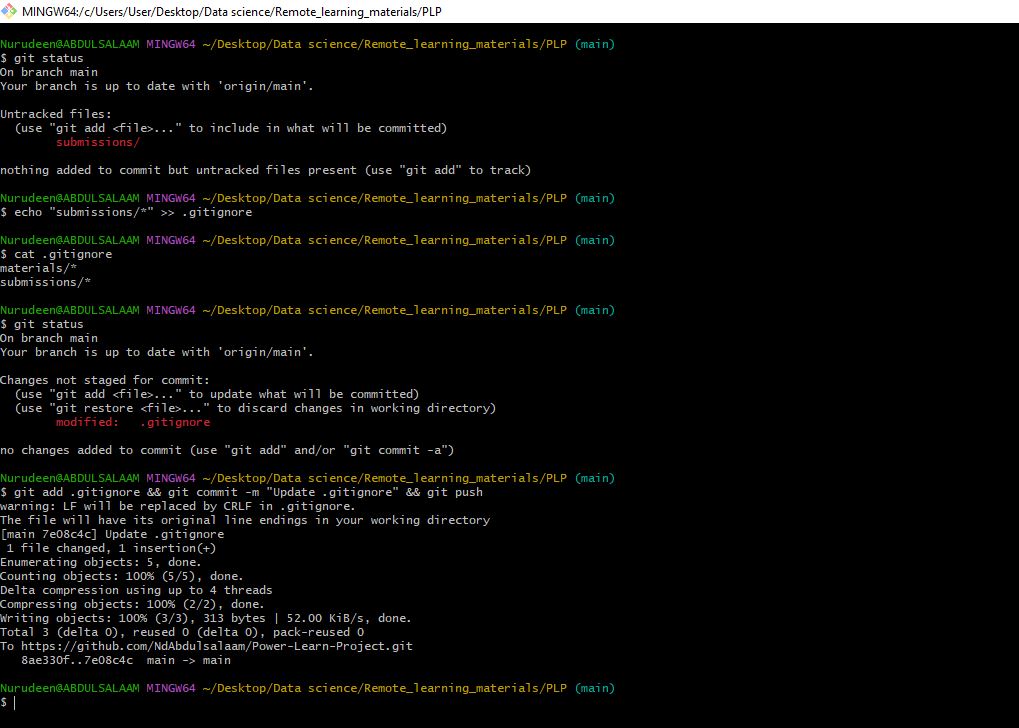 MINGW64:/c/Users/User/Desktop/Data science/Remote_learning_materials/PLP
Nurudeen@ABDULSALAAM MINGW64 ~/Desktop/Data science/Remote_learning_materials/PLP (main)
$ git status
On branch main
Your branch is up to date with 'origin/main'.
Untracked files:
(use "git add <file>..." to include in what will be committed)
submissions/
nothing added to commit but untracked files present (use "git add" to track)
Nurudeen@ABDULSALAAM MINGW64 ~/Desktop/Data science/Remote_learning_materials/PLP (main)
$ echo "submissions/*" >> .gitignore
Nurudeen@ABDULSALAAM MINGW64 ~/Desktop/Data science/Remote_learning_materials/PLP (main)
$ cat .gitignore
materials/*
submissions/*
Nurudeen@ABDULSALAAM MINGW64 ~/Desktop/Data science/Remote_learning_materials/PLP (main)
$ git status
On branch main
Your branch is up to date with 'origin/main'.
Changes not staged for commit:
(use "git add <file>..." to update what will be committed)
(use "git restore <file>..." to discard changes in working directory)
modified:   .gitignore
no changes added to commit (use "git add" and/or "git commit -a")
Nurudeen@ABDULSALAAM MINGW64 ~/Desktop/Data science/Remote_learning_materials/PLP (main)
$ git add .gitignore && git commit -m "Update .gitignore" && git push
warning: LF will be replaced by CRLF in .gitignore.
The file will have its original line endings in your working directory
[main 7e08c4c] Update .gitignore
1 file changed, 1 insertion(+)
Enumerating objects: 5, done.
Counting objects: 100% (5/5), done.
Delta compression using up to 4 threads
Compressing objects: 100% (2/2), done.
Writing objects: 100% (3/3), 313 bytes | 52.00 KiB/s, done.
Total 3 (delta 0), reused 0 (delta 0), pack-reused 0
To https://github.com/NdAbdulsalaam/Power-Learn-Project.git
8ae330f..7e08c4c  main -> main
Nurudeen@ABDULSALAAM MINGW64 ~/Desktop/Data science/Remote_learning_materials/PLP (main)
$